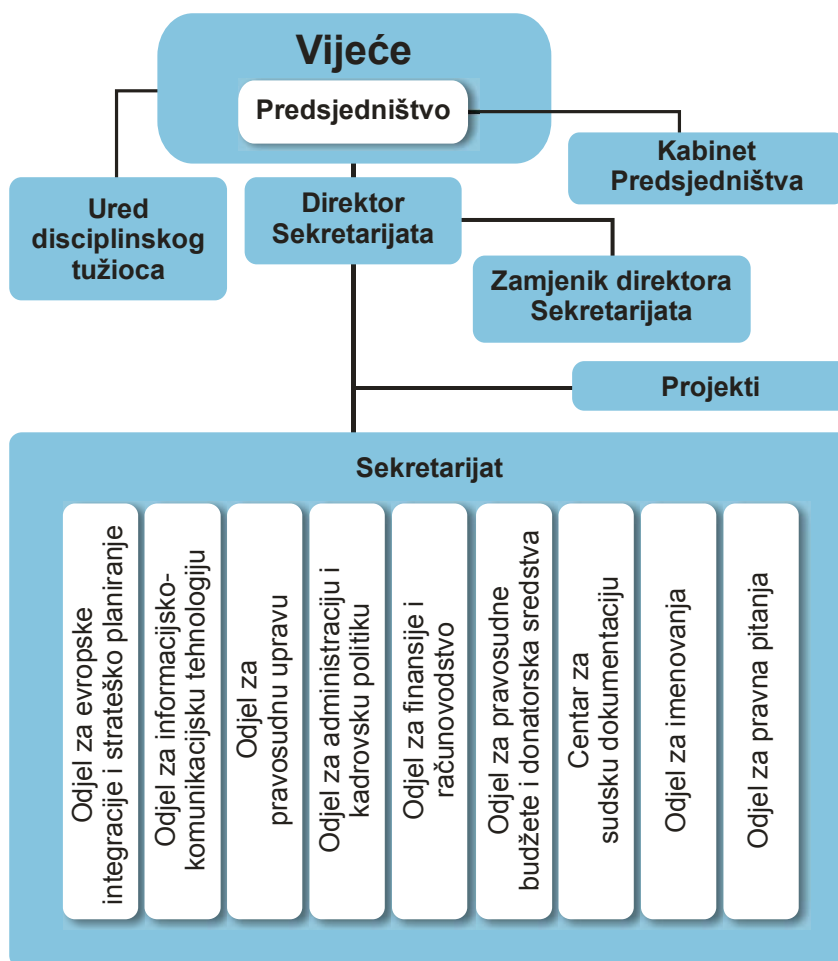 Vijeće
Predsjedništvo
Kabinet
Predsjedništva
Ured
disciplinskog
tužioca
Direktor
Sekretarijata
Zamjenik direktora
Sekretarijata
Projekti
Sekretarijat
Odjel za evropske
integracije i strateško planiranje
Odjel za informacijsko-
komunikacijsku tehnologiju
Odjel za
pravosudnu upravu
Odjel za administraciju i
kadrovsku politiku
Odjel za finansije i
računovodstvo
Odjel za pravosudne
budžete i donatorska sredstva
Centar za
sudsku dokumentaciju
Odjel za imenovanja
Odjel za pravna pitanja